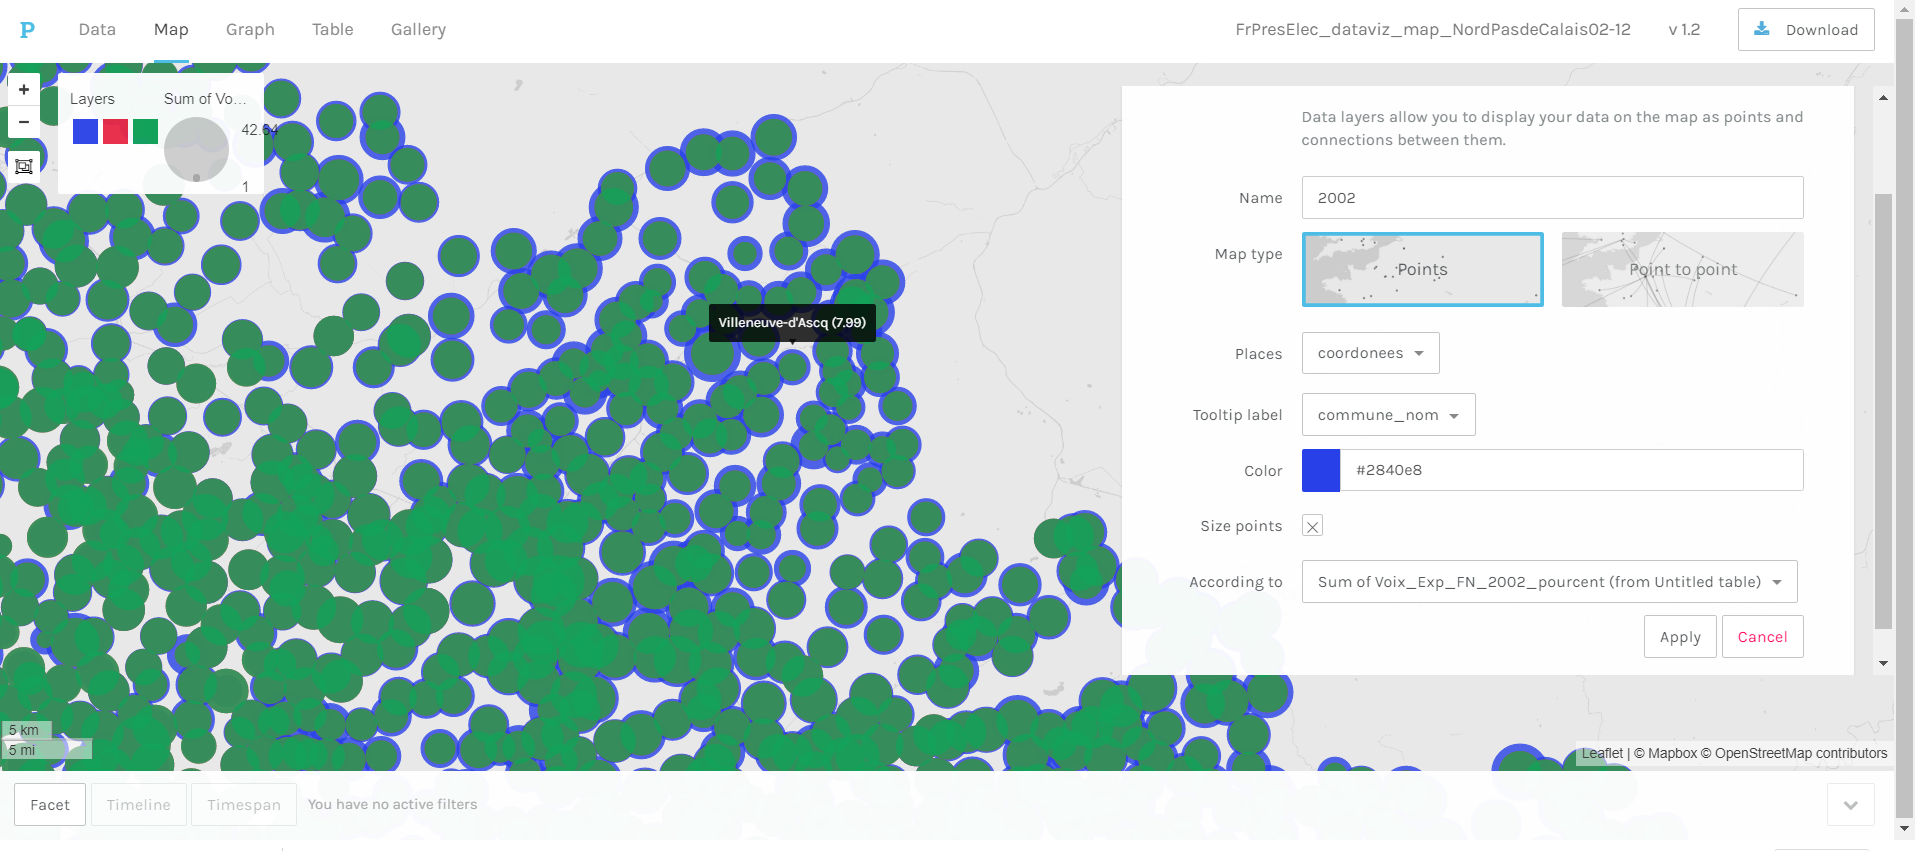 P
Data
Map
Graph
Table
Gallery
FrPresElec_dataviz_map_NordPasdeCalais02-12
v 1.2
Download
+
−
Layers
Sum of Vo...
42.64
1
Villeneuve-d'Ascq (7.99)
Data layers allow you to display your data on the map as points and
connections between them.
Name
2002
Map type
Points
Point to point
Places
coordonees
Tooltip label
commune_nom
Color
#2840e8
Size points
According to
Sum of Voix_Exp_FN_2002_pourcent (from Untitled table)
Apply
Cancel
5 km
5 mi
Leaflet | © Mapbox © OpenStreetMap contributors
Facet
Timeline
Timespan
You have no active filters